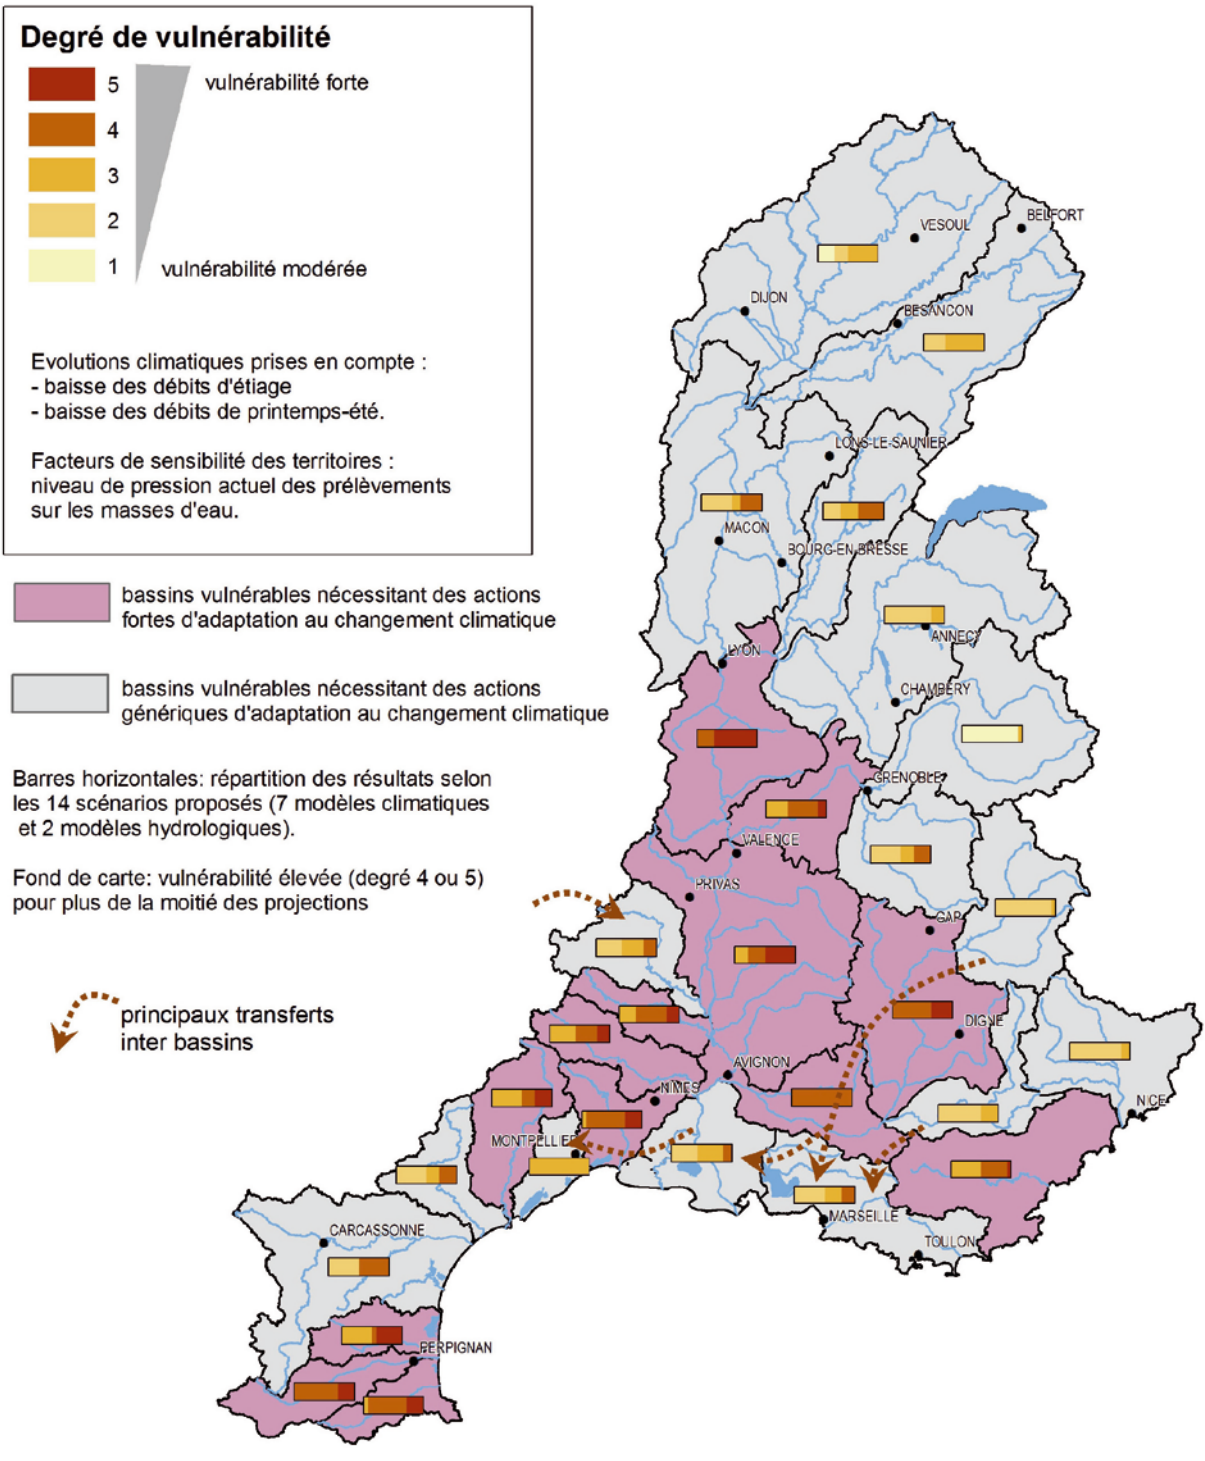 Degré de vulnérabilité
5
vulnérabilité forte
4
3
2
1
vulnérabilité modérée
Evolutions climatiques prises en compte :
- baisse des débits d'étiage
- baisse des débits de printemps-été.
Facteurs de sensibilité des territoires :
niveau de pression actuel des prélèvements
sur les masses d'eau.
bassins vulnérables nécessitant des actions
fortes d'adaptation au changement climatique
bassins vulnérables nécessitant des actions
génériques d'adaptation au changement climatique
Barres horizontales: répartition des résultats selon
les 14 scénarios proposés (7 modèles climatiques
et 2 modèles hydrologiques).
Fond de carte: vulnérabilité élevée (degré 4 ou 5)
pour plus de la moitié des projections
principaux transferts
inter bassins
BELFORT
VESOUL
DIJON
BESANCON
LONS-LE-SAUNIER
MACON
BOURG-EN-BRESSE
ANNECY
LYON
CHAMBERY
GRENOBLE
VALENCE
PRIVAS
GAP
DIGNE
AVIGNON
NIMES
NICE
MONTPELLIER
MARSEILLE
CARCASSONNE
TOULON
PERPIGNAN